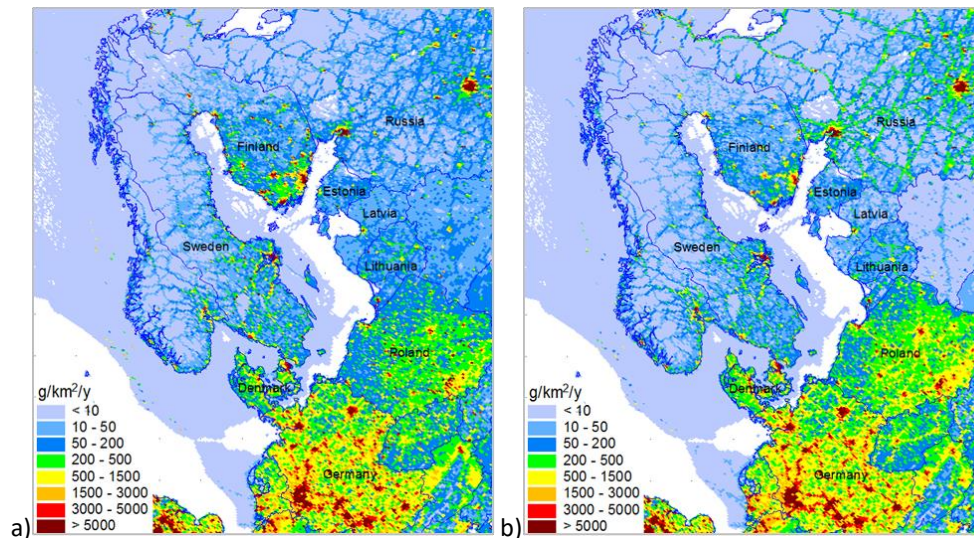 Russia
Finland
Estonia
Latvia
Sweden
Lithuania
Poland
Denmark
Germany
g/km²/y
< 10
10 - 50
50 - 200
200 - 500
500 - 1500
1500 - 3000
3000 - 5000
> 5000
a)
Russia
Finland
Estonia
Latvia
Sweden
Lithuania
Poland
Denmark
Germany
g/km²/y
< 10
10 - 50
50 - 200
200 - 500
500 - 1500
1500 - 3000
3000 - 5000
> 5000
b)